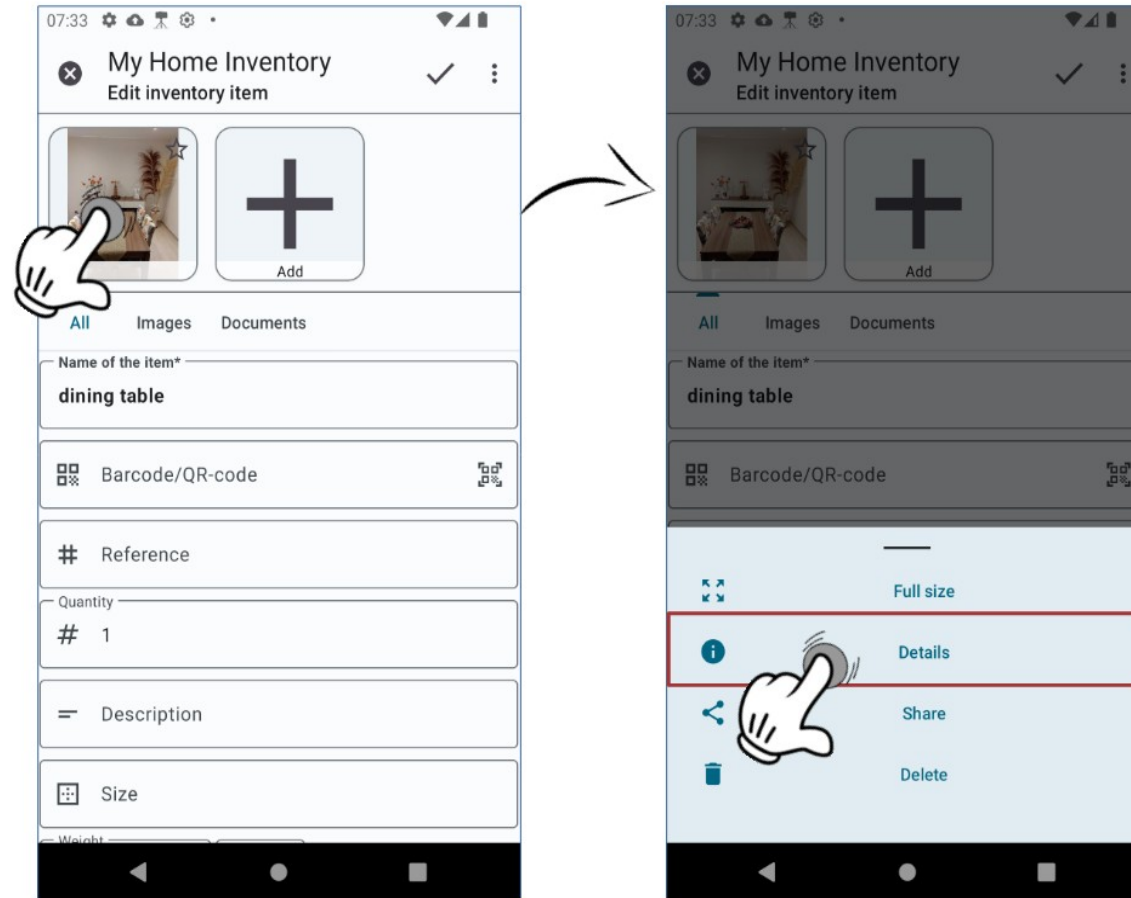 07:33
My Home Inventory
Edit inventory item
Add
All Images Documents
Name of the item*
dining table
Barcode/QR-code
Reference
Quantity
1
Description
Size
Weight
07:33
My Home Inventory
Edit inventory item
Add
All Images Documents
Name of the item*
dining table
Barcode/QR-code
Full size
Details
Share
Delete